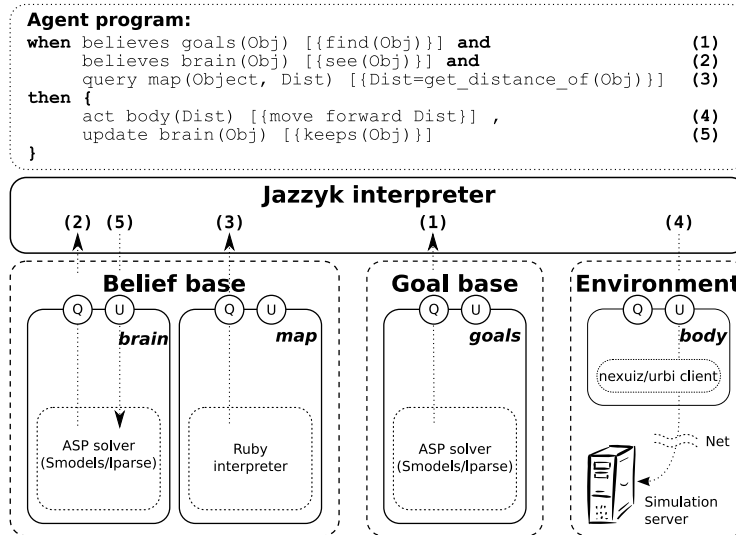 Agent program:
when believes goals(Obj) [{find(Obj)}] and (1)
believes brain(Obj) [{see(Obj)}] and (2)
query map(Object, Dist) [{Dist=get_distance_of(Obj)}] (3)
then {
act body(Dist) [{move forward Dist}] , (4)
update brain(Obj) [{keeps(Obj)}] (5)
}
Jazzyk interpreter
(2) (5) (3) (1) (4)
Belief base Goal base Environment
Q U Q U Q U Q U
brain map goals body
nexuiz/urbi client
ASP solver
(Smodels/lparse)
Ruby
interpreter
ASP solver
(Smodels/lparse)
Net
Simulation
server